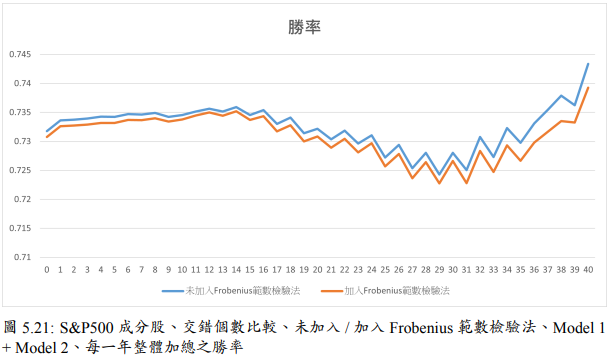 勝率
0.745
0.74
0.735
0.73
0.725
0.72
0.715
0.71
0 1 2 3 4 5 6 7 8 9 10 11 12 13 14 15 16 17 18 19 20 21 22 23 24 25 26 27 28 29 30 31 32 33 34 35 36 37 38 39 40
未加入Frobenius範數檢驗法 加入Frobenius範數檢驗法
圖 5.21: S&P500 成分股、交錯個數比較、未加入 / 加入 Frobenius 範數檢驗法、Model 1
+ Model 2、每一年整體加總之勝率